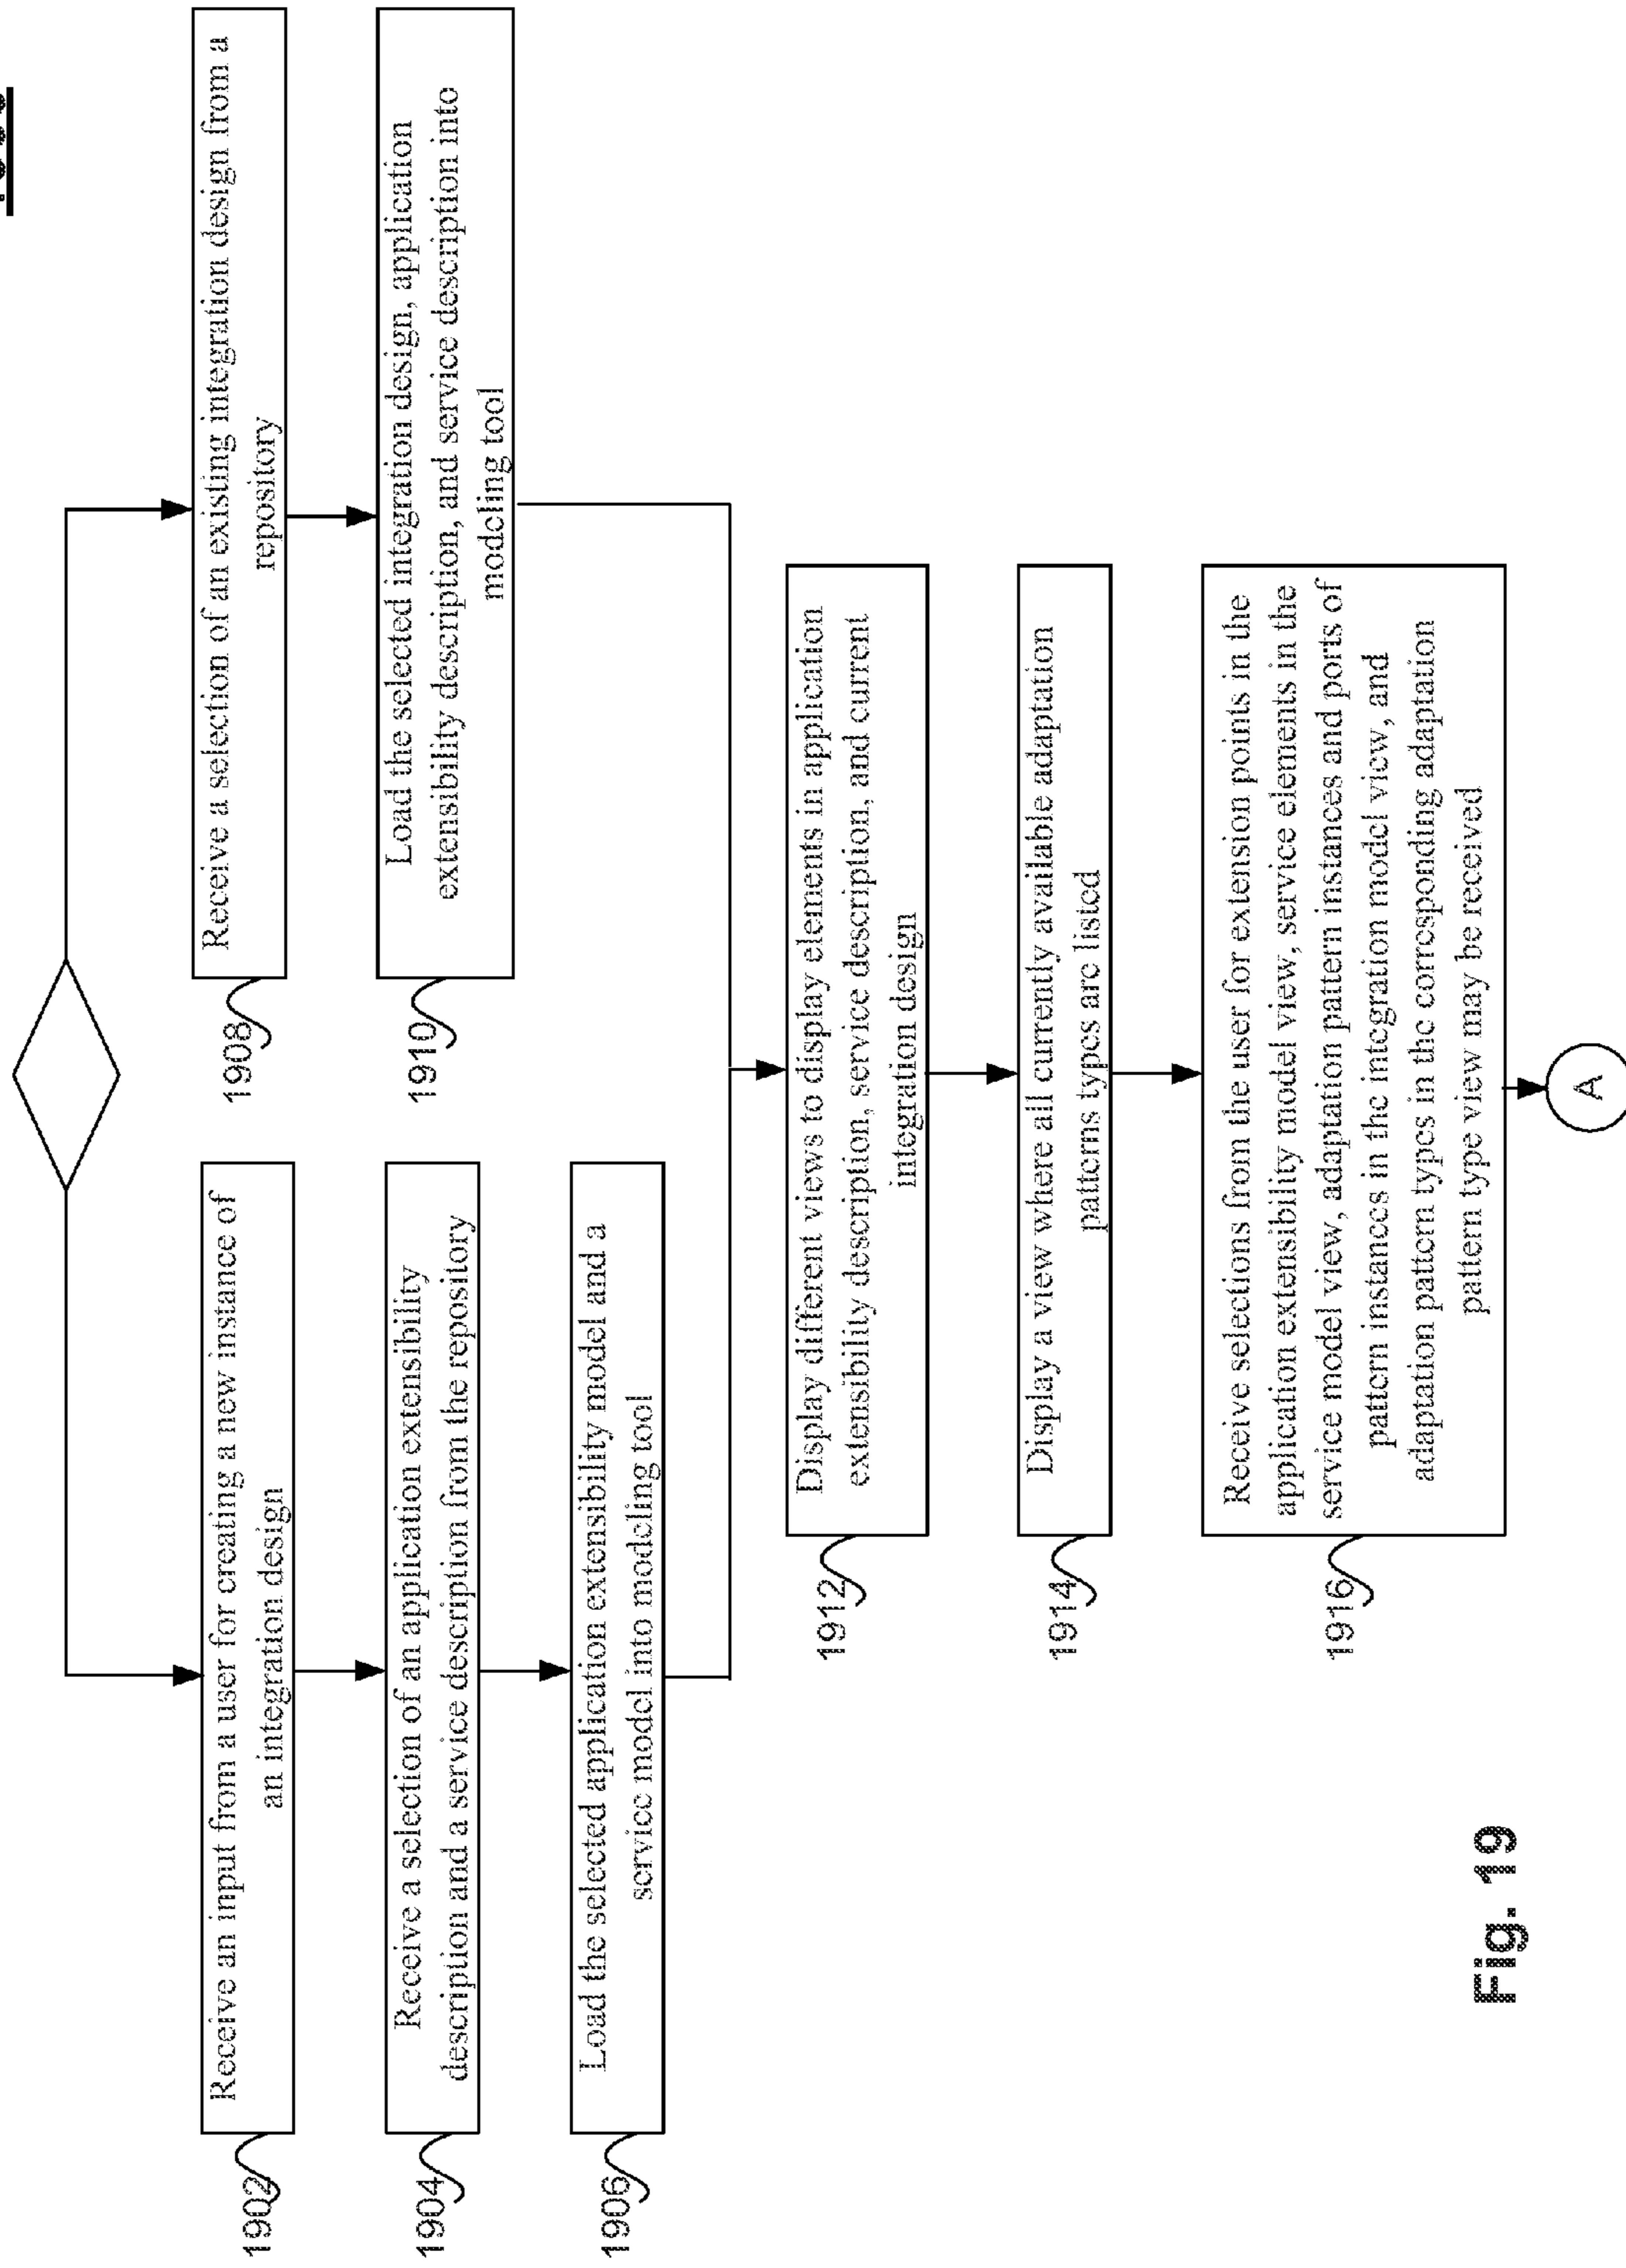 1902
Receive an input from a user for creating a new instance of
an integration design
1904
Receive a selection of an application extensibility
description and a service description from the repository
1906
Load the selected application extensibility model and a
service model into modeling tool
1908
Receive a selection of an existing integration design from a
repository
1910
Load the selected integration design, application
extensibility description, and service description into
modeling tool
1912
Display different views to display elements in application
extensibility description, service description, and current
integration design
1914
Display a view where all currently available adaptation
patterns types are listed
1916
Receive selections from the user for extension points in the
application extensibility model view, service elements in the
service model view, adaptation pattern instances and ports of
pattern instances in the integration model view, and
adaptation pattern types in the corresponding adaptation
pattern type view may be received
A
Fig. 19